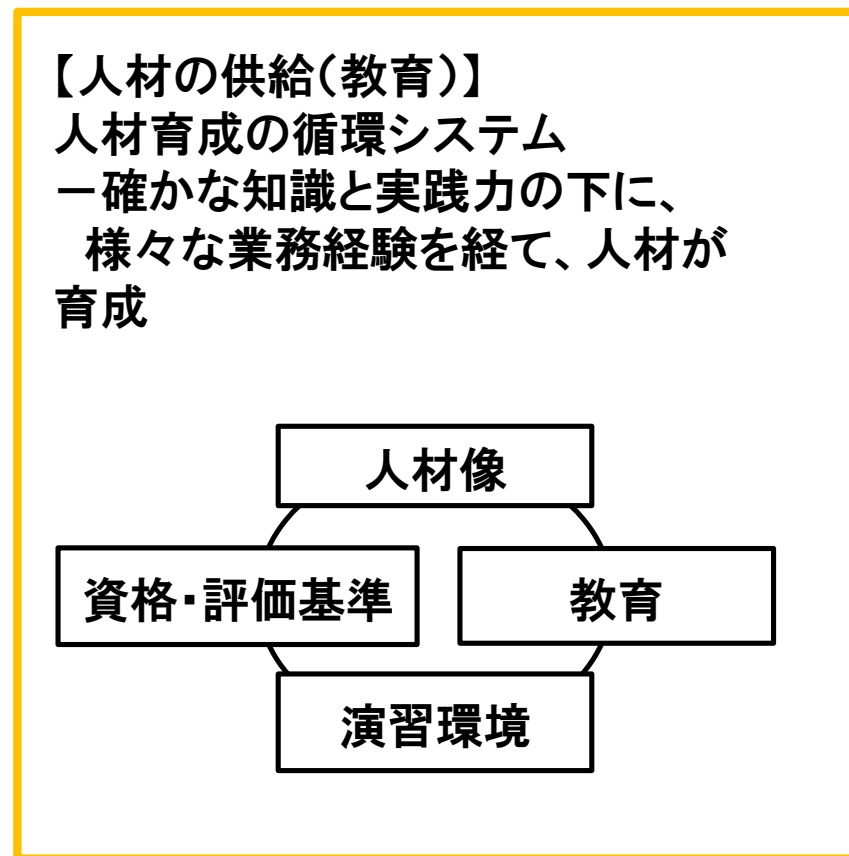 【人材の供給(教育)】
人材育成の循環システム
－確かな知識と実践力の下に、
様々な業務経験を経て、人材が
育成
人材像
資格・評価基準
教育
演習環境